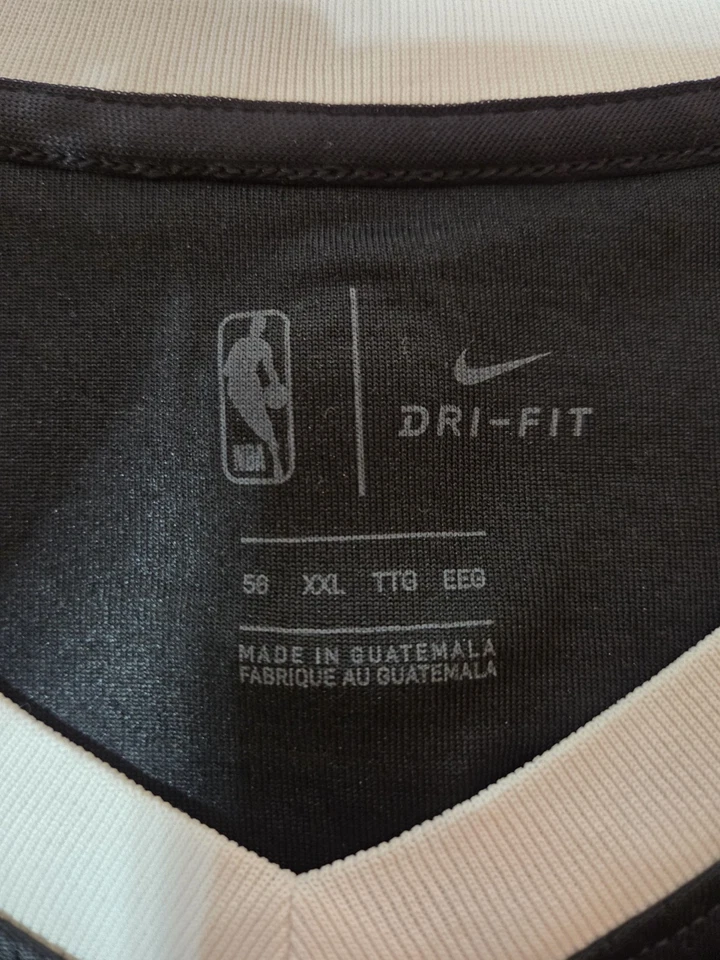 NBA
DRI-FIT
56 XXL TTG EEG
MADE IN GUATEMALA
FABRIQUE AU GUATEMALA